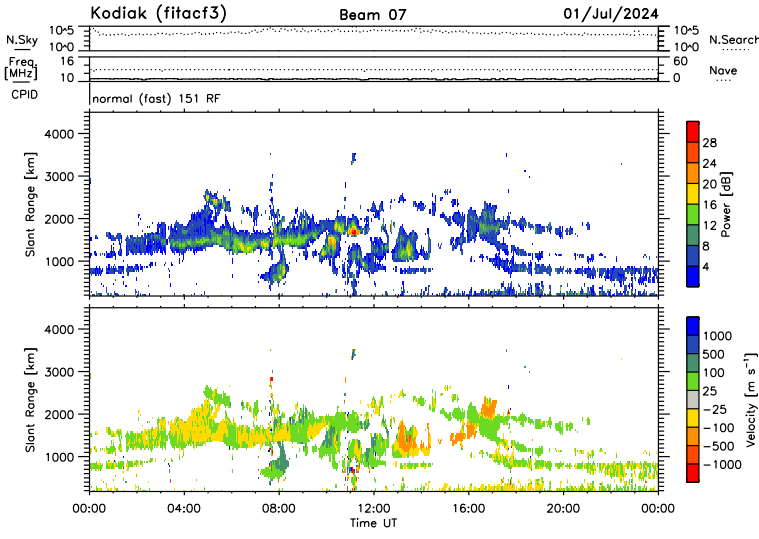 Kodiak (fitacf3) Beam 07 01/Jul/2024
N.Sky 10^5 10^0 10^5 10^0 N.Search
Freq. [MHz] 16 10 60 0 Nave
CPID normal (fast) 151 RF
4000
3000
2000
1000
Slant Range [km]
28
24
20
16
12
8
4
Power [dB]
4000
3000
2000
1000
Slant Range [km]
1000
500
100
25
−25
−100
−500
−1000
Velocity [m s⁻¹]
00:00 04:00 08:00 12:00 16:00 20:00 00:00
Time UT